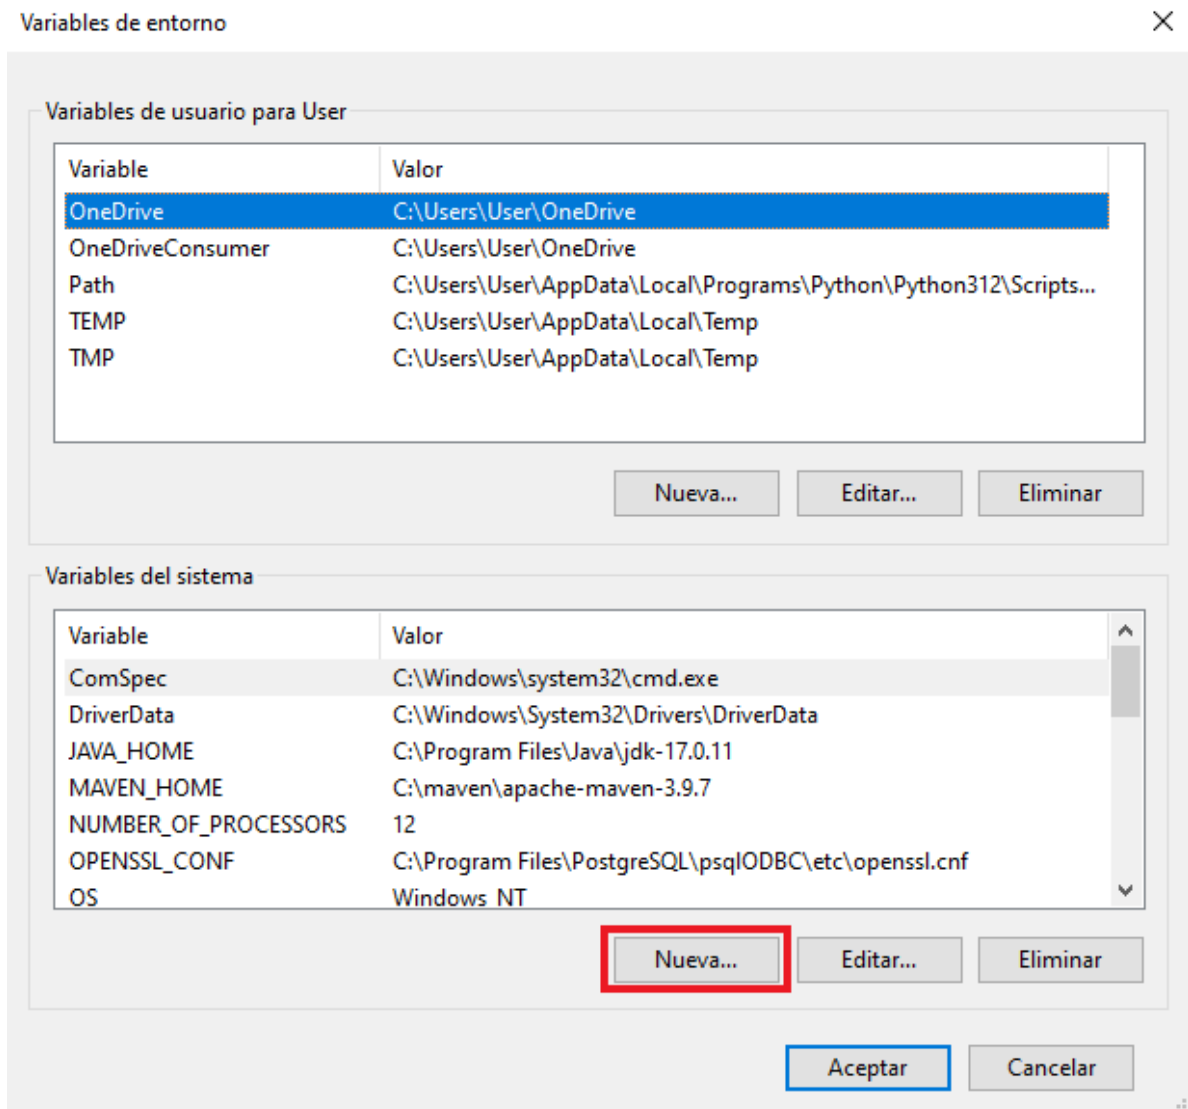 Variables de entorno
Variables de usuario para User
Variable Valor
OneDrive C:\Users\User\OneDrive
OneDriveConsumer C:\Users\User\OneDrive
Path C:\Users\User\AppData\Local\Programs\Python\Python312\Scripts...
TEMP C:\Users\User\AppData\Local\Temp
TMP C:\Users\User\AppData\Local\Temp
Nueva... Editar... Eliminar
Variables del sistema
Variable Valor
ComSpec C:\Windows\system32\cmd.exe
DriverData C:\Windows\System32\Drivers\DriverData
JAVA_HOME C:\Program Files\Java\jdk-17.0.11
MAVEN_HOME C:\maven\apache-maven-3.9.7
NUMBER_OF_PROCESSORS 12
OPENSSL_CONF C:\Program Files\PostgreSQL\psqlODBC\etc\openssl.cnf
OS Windows_NT
Nueva... Editar... Eliminar
Aceptar Cancelar